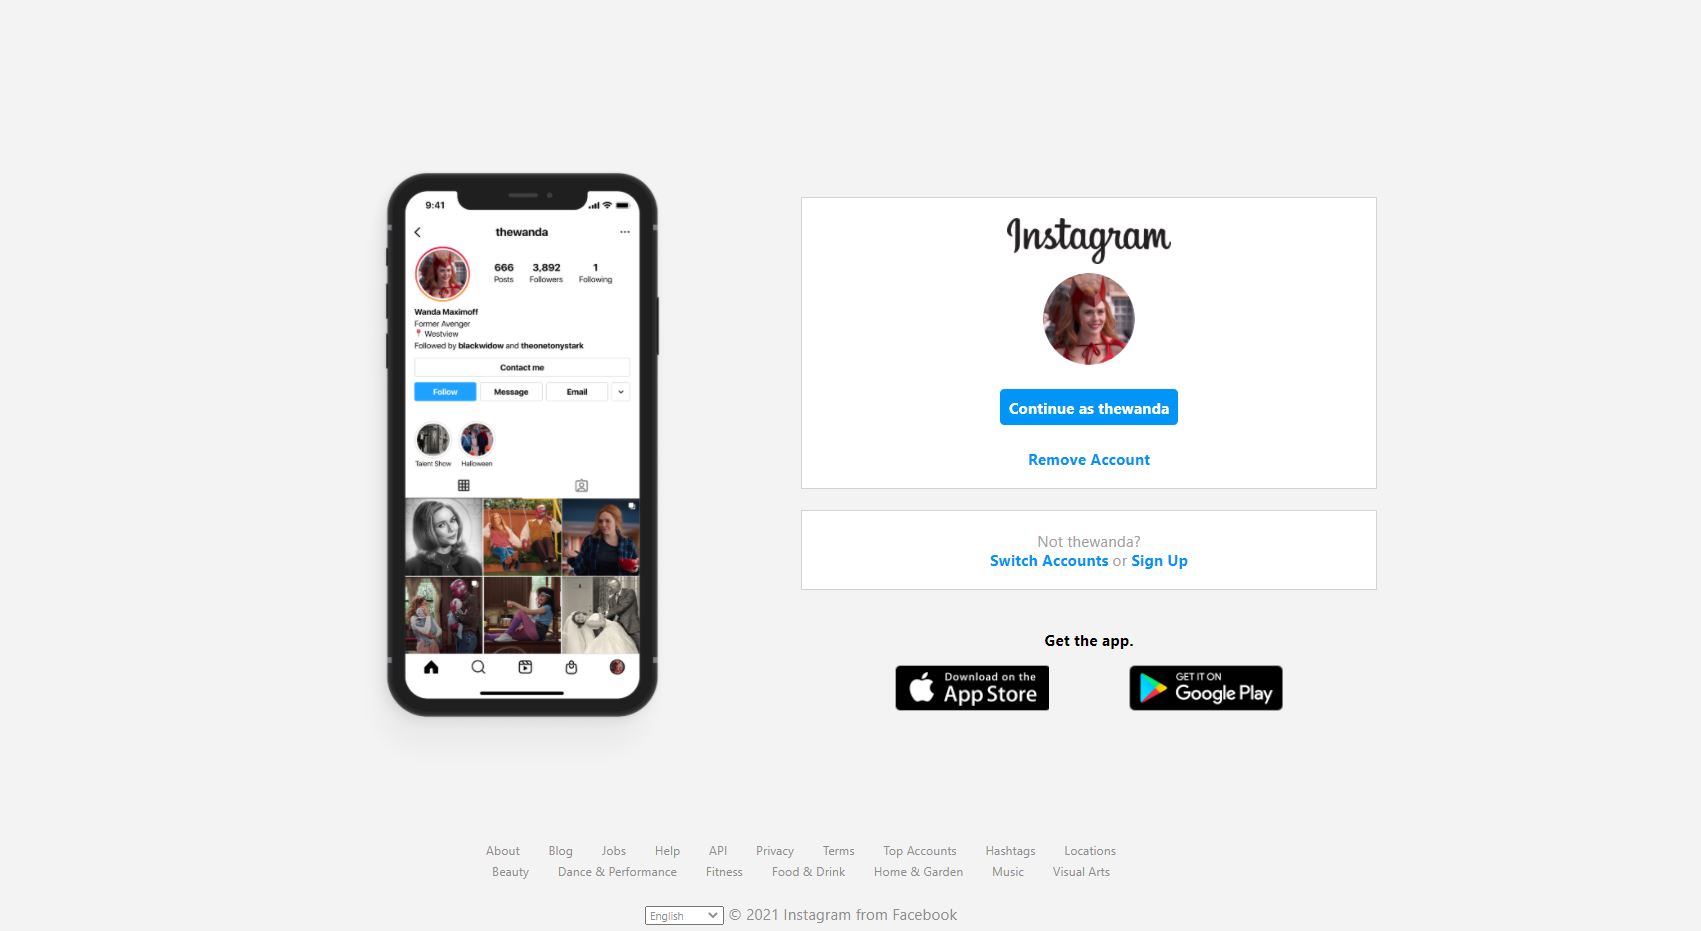 9:41
thewanda
666 3,892 1
Posts Followers Following
Wanda Maximoff
Former Avenger
📍 Westview
Followed by blackwidow and theonetonystark
Contact me
Follow Message Email
Talent Show Halloween
Instagram
Continue as thewanda
Remove Account
Not thewanda?
Switch Accounts or Sign Up
Get the app.
Download on the
App Store
GET IT ON
Google Play
About Blog Jobs Help API Privacy Terms Top Accounts Hashtags Locations
Beauty Dance & Performance Fitness Food & Drink Home & Garden Music Visual Arts
English © 2021 Instagram from Facebook